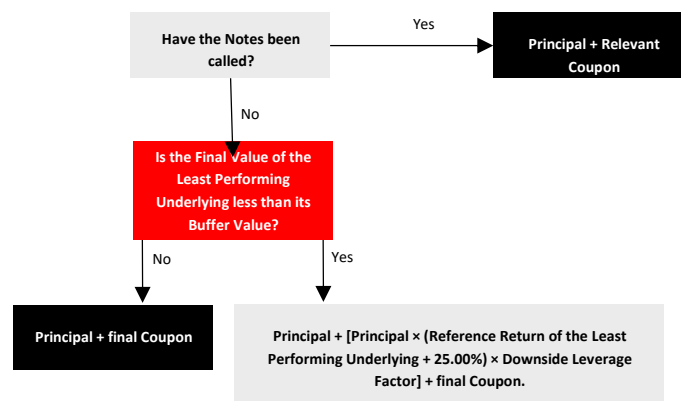 Have the Notes been
called?
Yes
Principal + Relevant
Coupon
No
Is the Final Value of the
Least Performing
Underlying less than its
Buffer Value?
No
Yes
Principal + final Coupon
Principal + [Principal × (Reference Return of the Least
Performing Underlying + 25.00%) × Downside Leverage
Factor] + final Coupon.